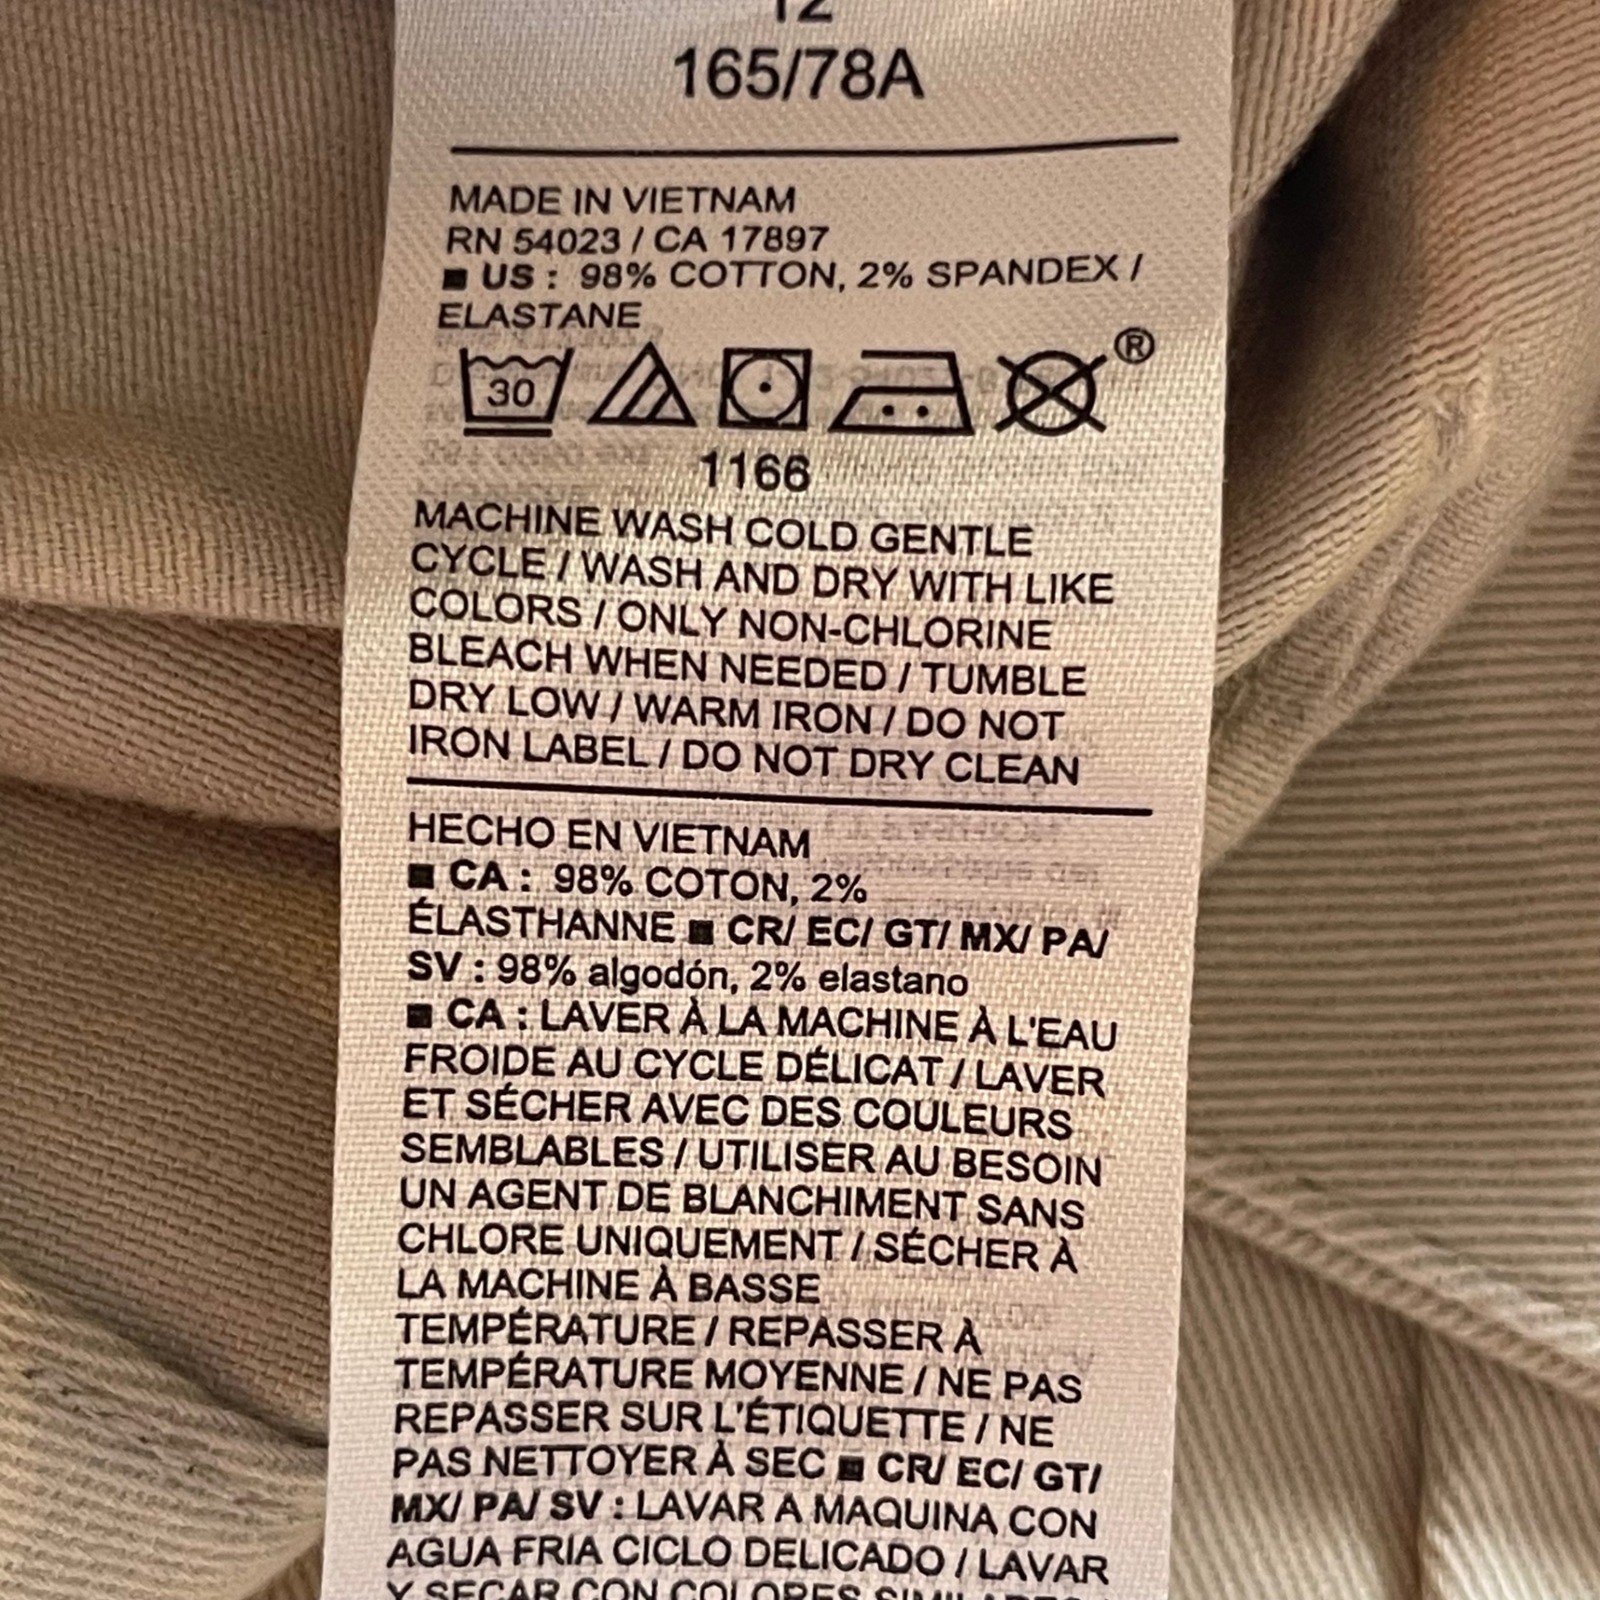 12
165/78A
MADE IN VIETNAM
RN 54023 / CA 17897
■ US : 98% COTTON, 2% SPANDEX /
ELASTANE
30
®
1166
MACHINE WASH COLD GENTLE
CYCLE / WASH AND DRY WITH LIKE
COLORS / ONLY NON-CHLORINE
BLEACH WHEN NEEDED / TUMBLE
DRY LOW / WARM IRON / DO NOT
IRON LABEL / DO NOT DRY CLEAN
HECHO EN VIETNAM
■ CA : 98% COTON, 2%
ÉLASTHANNE ■ CR/ EC/ GT/ MX/ PA/
SV : 98% algodón, 2% elastano
■ CA : LAVER À LA MACHINE À L'EAU
FROIDE AU CYCLE DÉLICAT / LAVER
ET SÉCHER AVEC DES COULEURS
SEMBLABLES / UTILISER AU BESOIN
UN AGENT DE BLANCHIMENT SANS
CHLORE UNIQUEMENT / SÉCHER À
LA MACHINE À BASSE
TEMPÉRATURE / REPASSER À
TEMPÉRATURE MOYENNE / NE PAS
REPASSER SUR L'ÉTIQUETTE / NE
PAS NETTOYER À SEC ■ CR/ EC/ GT/
MX/ PA/ SV : LAVAR A MAQUINA CON
AGUA FRIA CICLO DELICADO / LAVAR
Y SECAR CON COLORES SIMILARES /